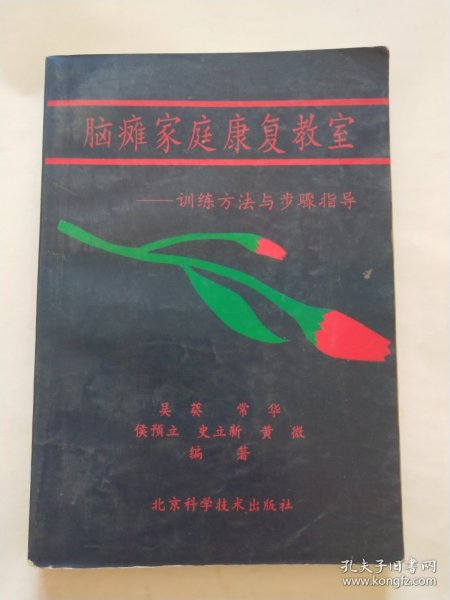 脑瘫家庭康复教室
——训练方法与步骤指导
吴葵 常华
侯预立 史立新 黄微
编著
北京科学技术出版社
孔夫子旧书网
www.kongfz.com